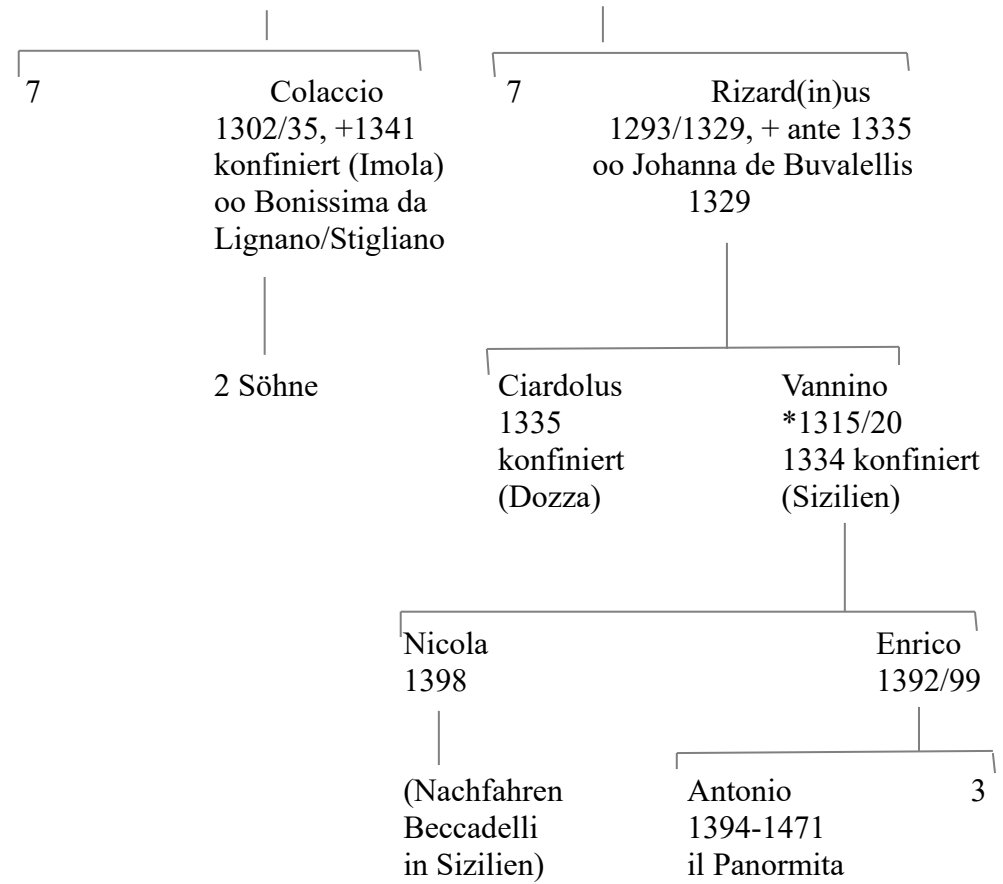 7
Colaccio
1302/35, +1341
konfiniert (Imola)
oo Bonissima da
Lignano/Stigliano
7
Rizard(in)us
1293/1329, + ante 1335
oo Johanna de Buvalellis
1329
2 Söhne
Ciardolus
1335
konfiniert
(Dozza)
Vannino
*1315/20
1334 konfiniert
(Sizilien)
Nicola
1398
Enrico
1392/99
(Nachfahren
Beccadelli
in Sizilien)
Antonio
1394-1471
il Panormita
3